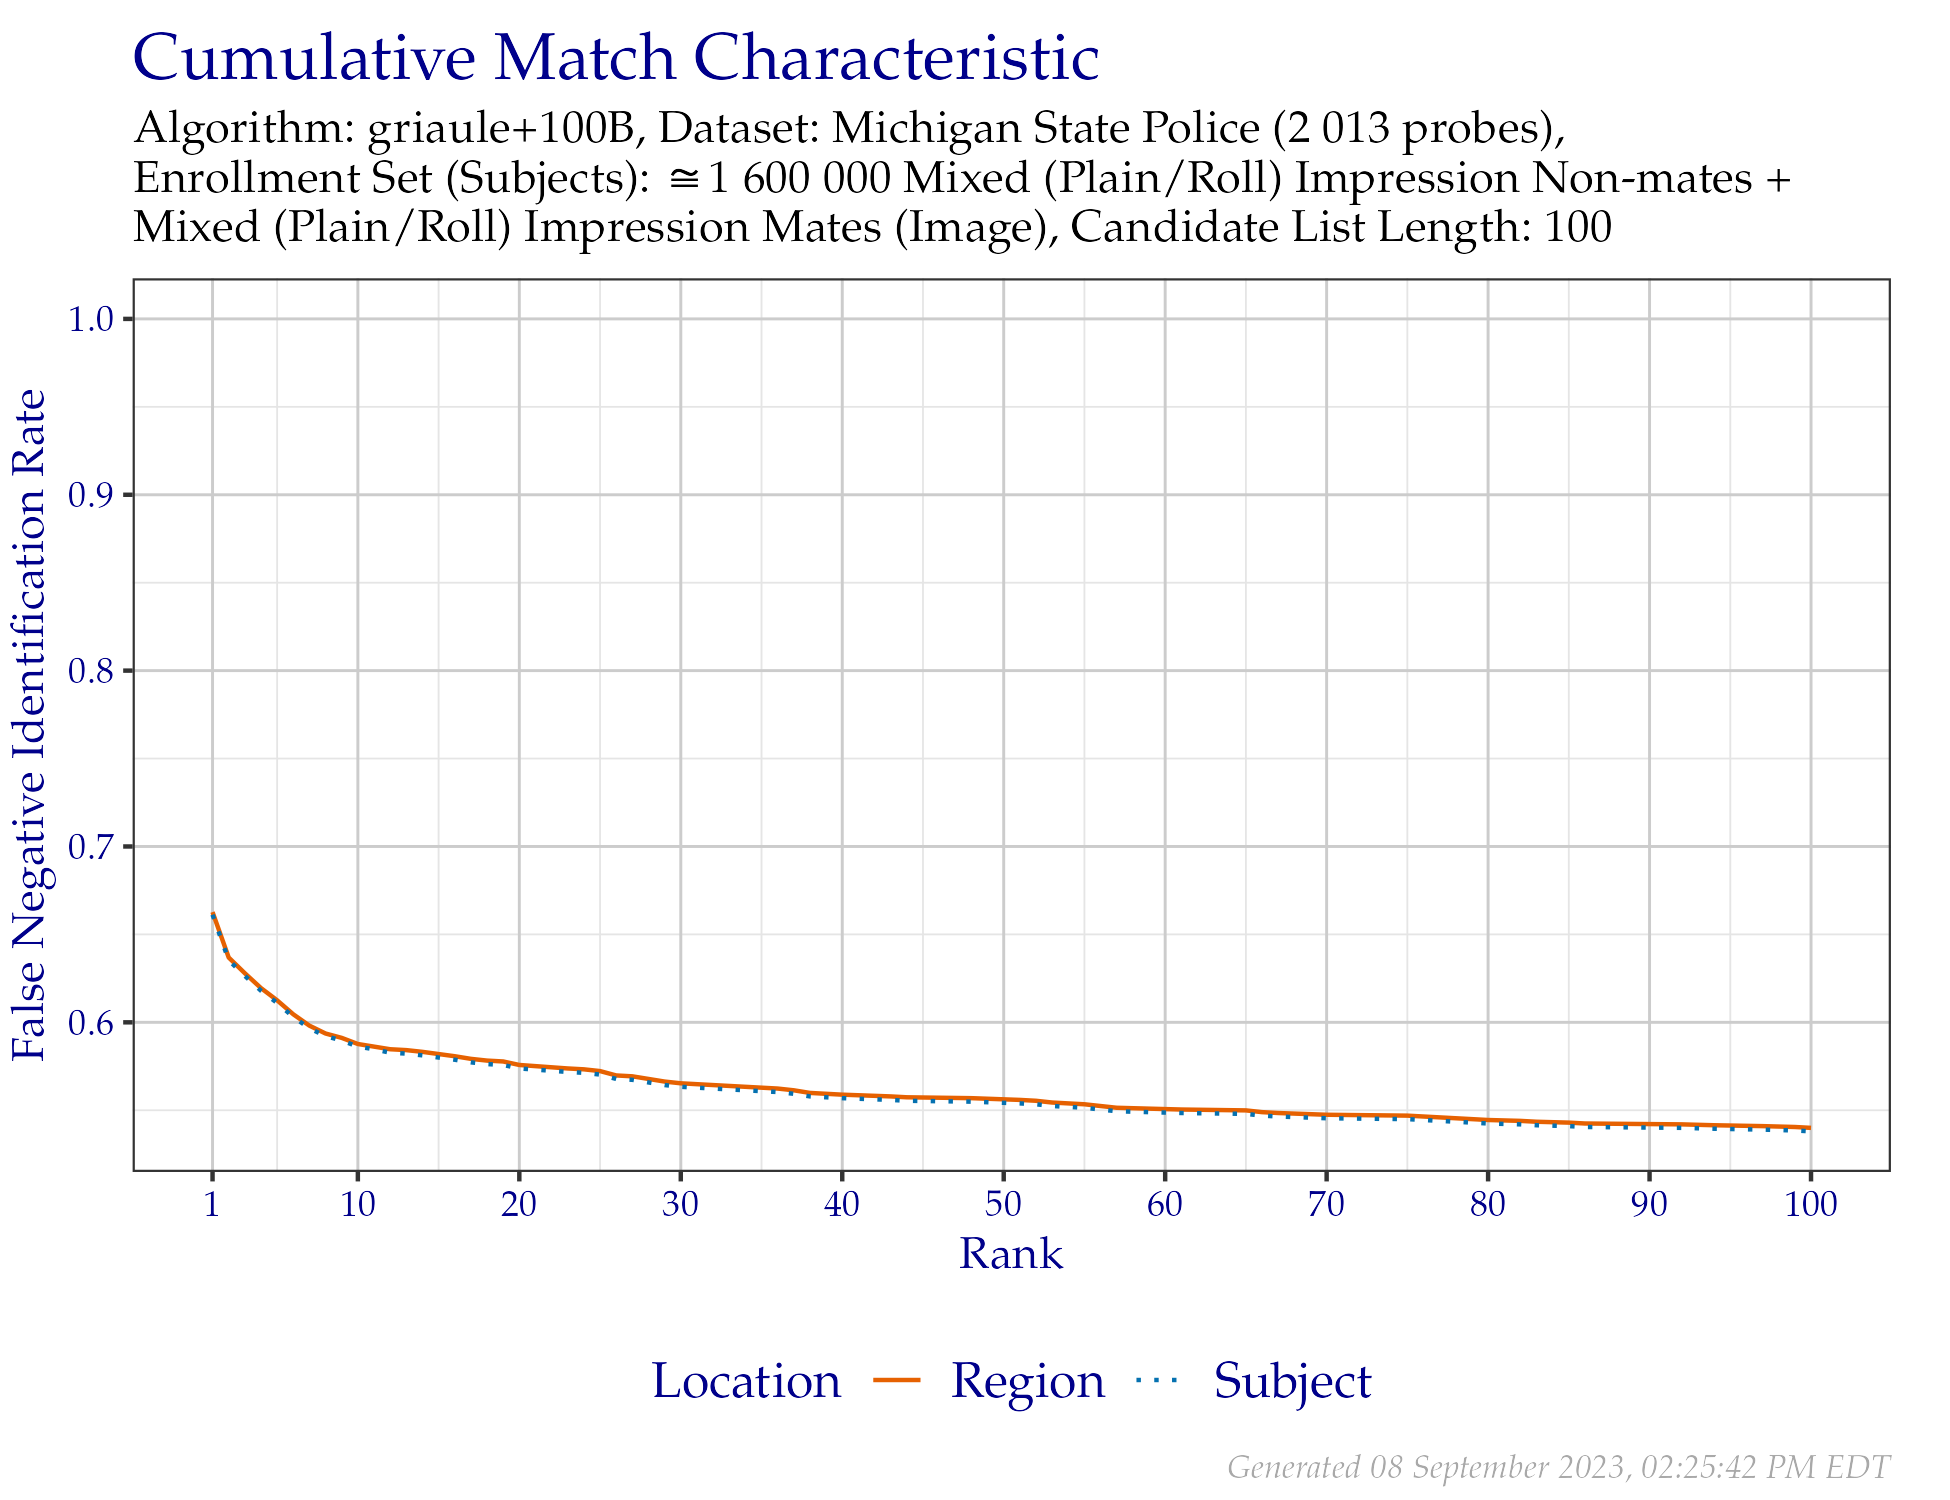 Cumulative Match Characteristic
Algorithm: griaule+100B, Dataset: Michigan State Police (2 013 probes),
Enrollment Set (Subjects): ≅ 1 600 000 Mixed (Plain/Roll) Impression Non-mates +
Mixed (Plain/Roll) Impression Mates (Image), Candidate List Length: 100
False Negative Identification Rate
1.0
0.9
0.8
0.7
0.6
1 10 20 30 40 50 60 70 80 90 100
Rank
Location Region Subject
Generated 08 September 2023, 02:25:42 PM EDT